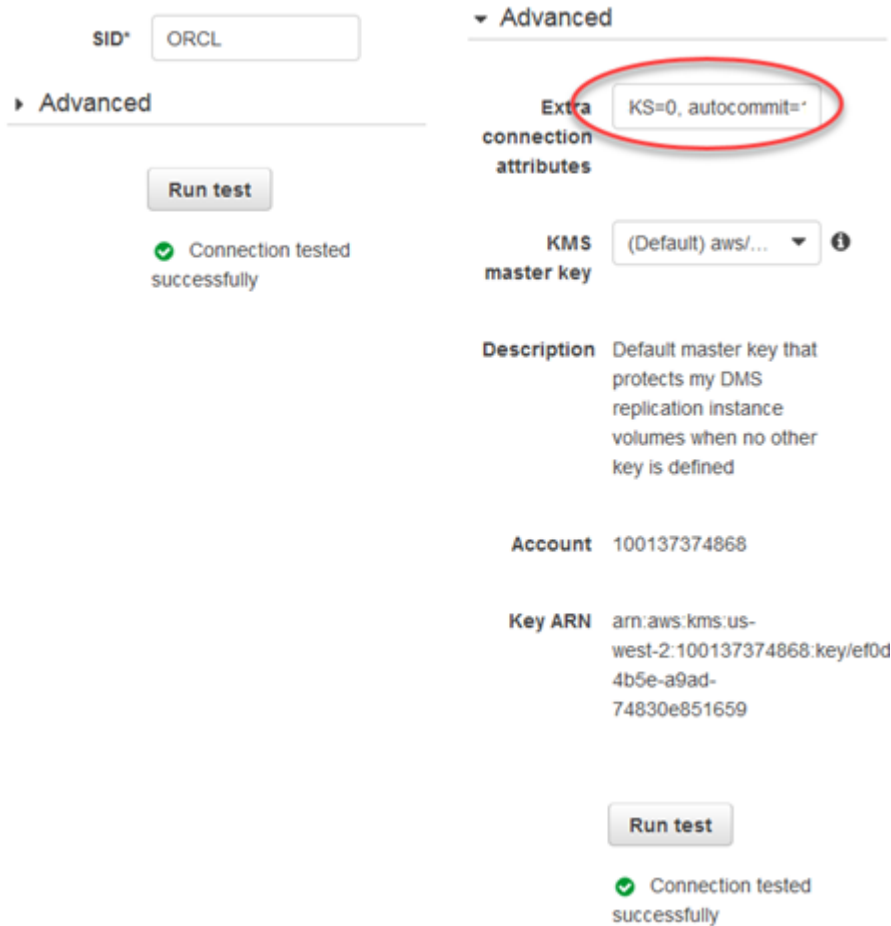 SID* ORCL
Advanced
Run test
Connection tested
successfully
Advanced
Extra
connection
attributes
KS=0, autocommit=
KMS
master key
(Default) aws/...
Description
Default master key that
protects my DMS
replication instance
volumes when no other
key is defined
Account 100137374868
Key ARN
arn:aws:kms:us-
west-2:100137374868:key/ef0d
4b5e-a9ad-
74830e851659
Run test
Connection tested
successfully